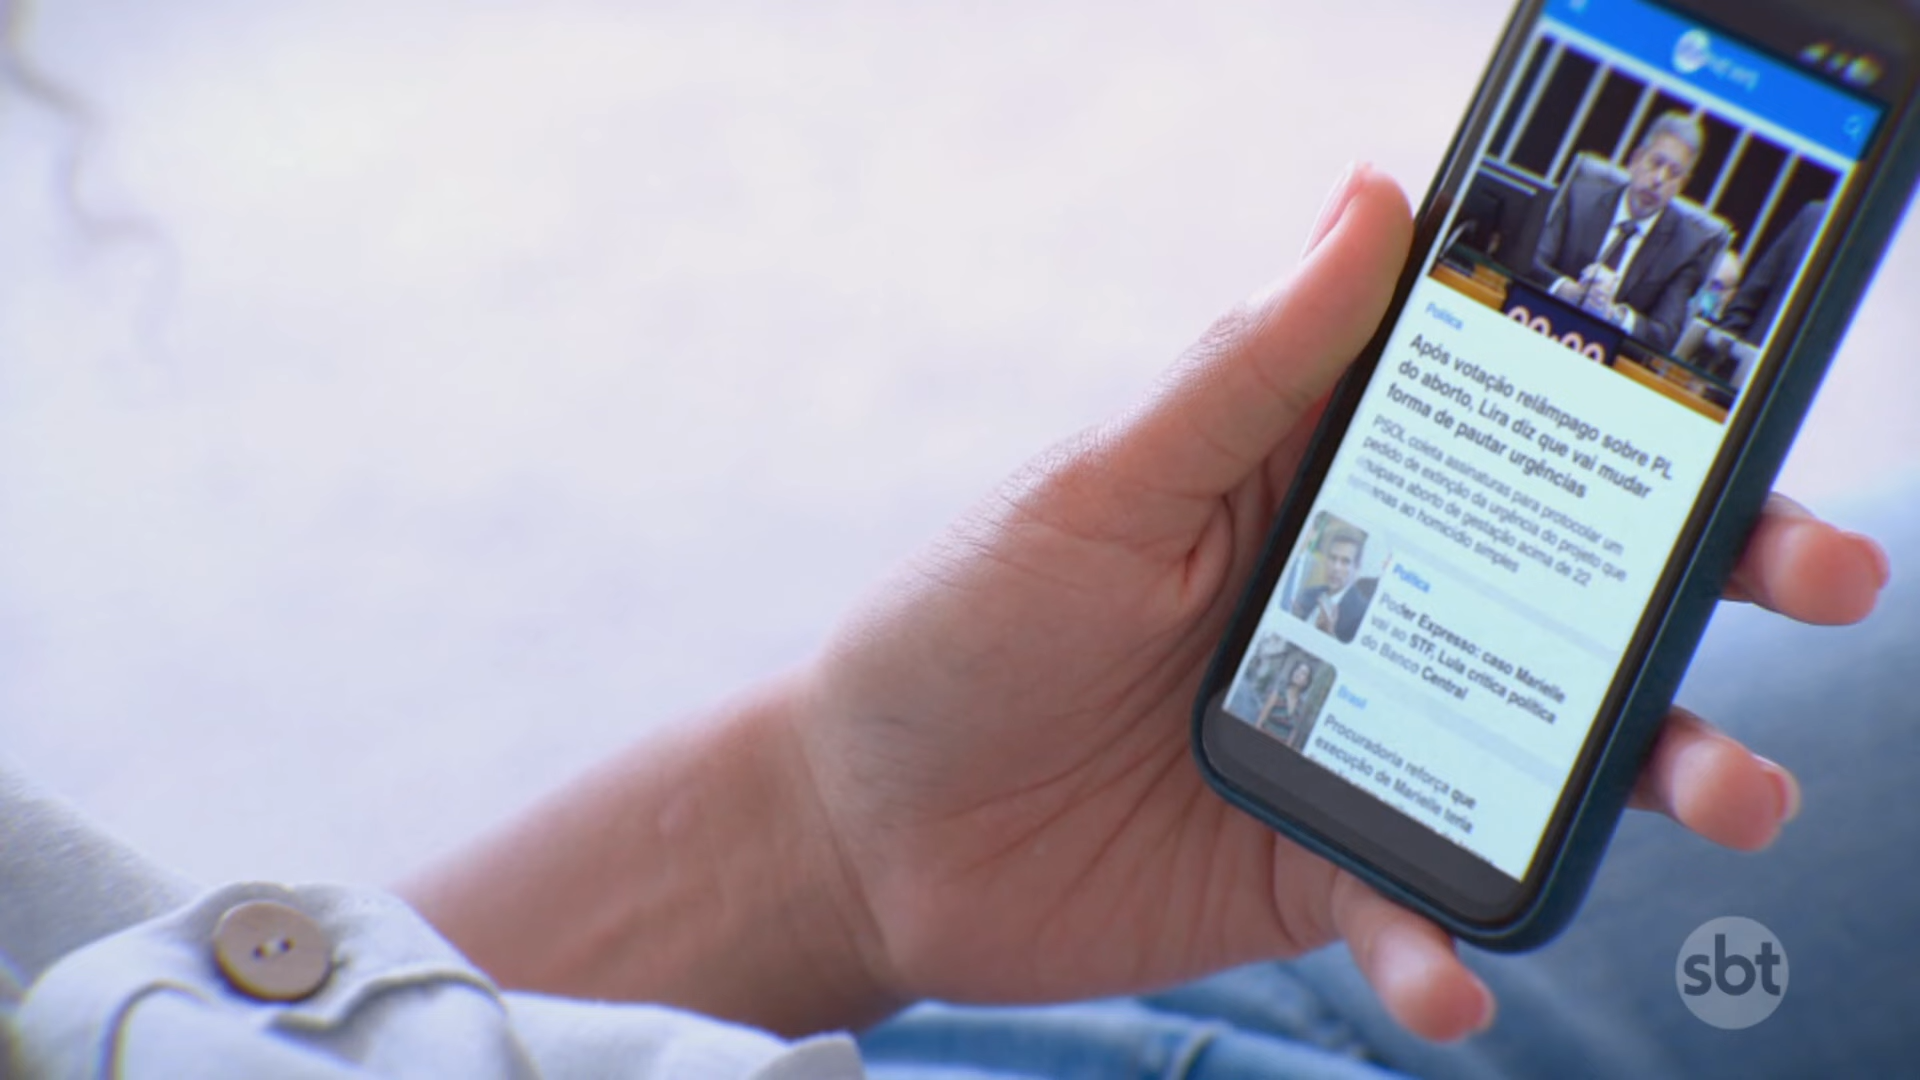 news
Política
00:00
Após votação relâmpago sobre PL
do aborto, Lira diz que vai mudar
forma de pautar urgências
PSOL coleta assinaturas para protocolar um
pedido de extinção da urgência do projeto que
equipara aborto de gestação acima de 22
semanas ao homicídio simples
Política
Poder Expresso: caso Marielle
vai ao STF, Lula critica política
do Banco Central
Brasil
Procuradoria reforça que
execução de Marielle teria
sbt